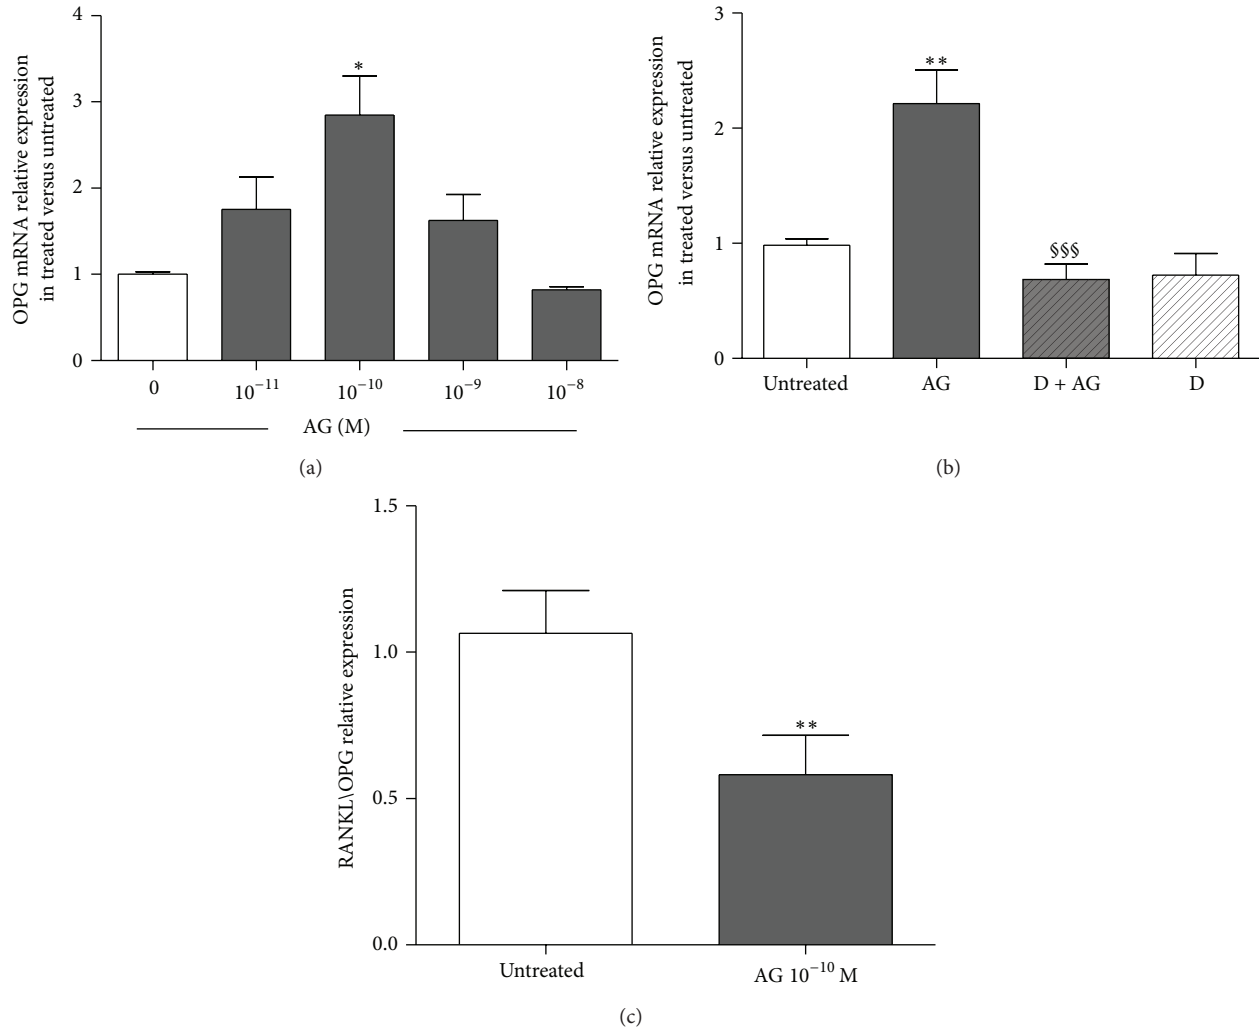 OPG mRNA relative expression
in treated versus untreated
4
3
2
1
0
*
0
10⁻¹¹
10⁻¹⁰
10⁻⁹
10⁻⁸
AG (M)
(a)
OPG mRNA relative expression
in treated versus untreated
3
2
1
0
**
§§§
Untreated
AG
D + AG
D
(b)
RANKL\OPG relative expression
1.5
1.0
0.5
0.0
**
Untreated
AG 10⁻¹⁰ M
(c)